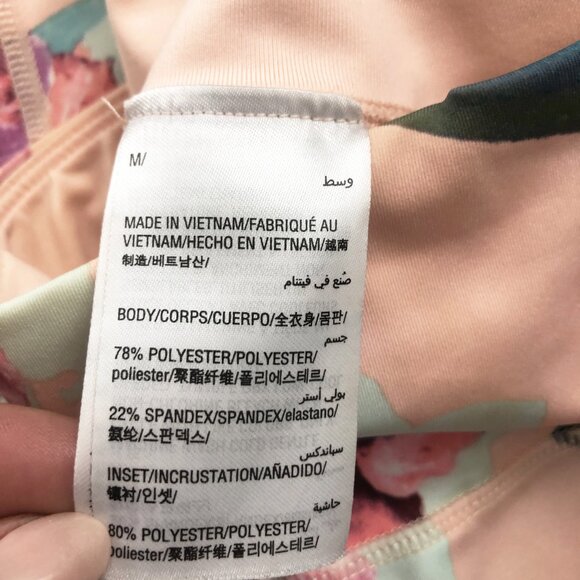 M/
وسط
MADE IN VIETNAM/FABRIQUÉ AU
VIETNAM/HECHO EN VIETNAM/越南
制造/베트남산/
صُنع في فيتنام
BODY/CORPS/CUERPO/全衣身/몸판/
جسم
78% POLYESTER/POLYESTER/
poliester/聚酯纤维/폴리에스테르/
بولي أستر
22% SPANDEX/SPANDEX/elastano/
氨纶/스판덱스/
سباندكس
INSET/INCRUSTATION/AÑADIDO/
镶衬/인셋/
حاشية
80% POLYESTER/POLYESTER/
poliester/聚酯纤维/폴리에스테르/